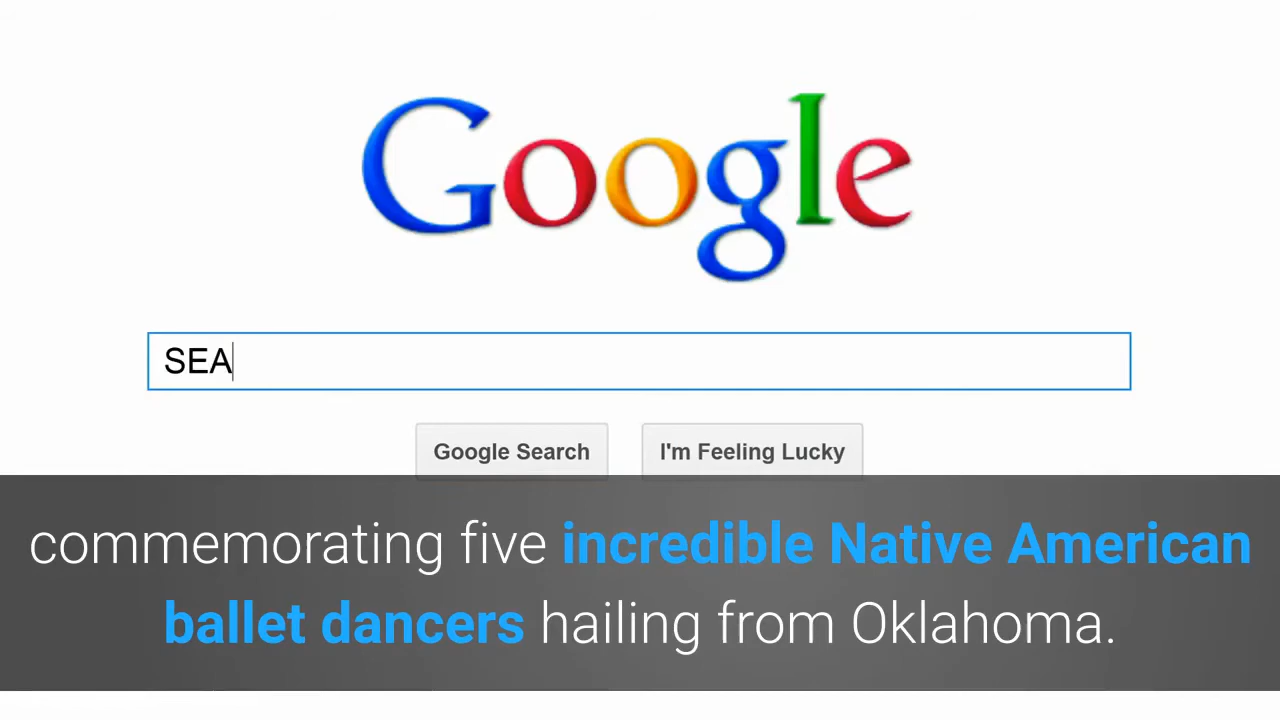 Google
SEA
Google Search
I'm Feeling Lucky
commemorating five incredible Native American
ballet dancers hailing from Oklahoma.